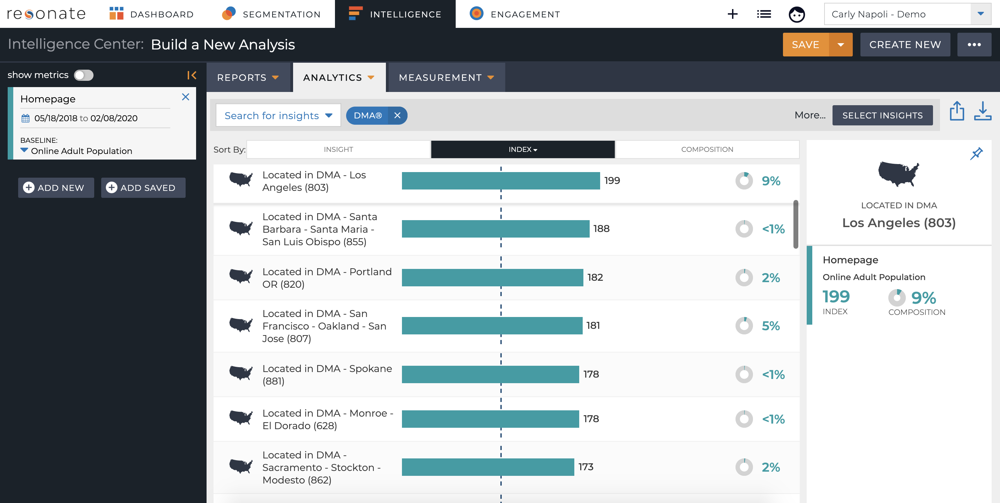 resonate
DASHBOARD
SEGMENTATION
INTELLIGENCE
ENGAGEMENT
Carly Napoli - Demo
Intelligence Center: Build a New Analysis
SAVE
CREATE NEW
show metrics
REPORTS
ANALYTICS
MEASUREMENT
Homepage
05/18/2018 to 02/08/2020
BASELINE:
Online Adult Population
ADD NEW
ADD SAVED
Search for insights
DMA®
More...
SELECT INSIGHTS
Sort By:
INSIGHT
INDEX
COMPOSITION
Located in DMA - Los
Angeles (803)
199
9%
Located in DMA - Santa
Barbara - Santa Maria -
San Luis Obispo (855)
188
<1%
Located in DMA - Portland
OR (820)
182
2%
Located in DMA - San
Francisco - Oakland - San
Jose (807)
181
5%
Located in DMA - Spokane
(881)
178
<1%
Located in DMA - Monroe -
El Dorado (628)
178
<1%
Located in DMA -
Sacramento - Stockton -
Modesto (862)
173
2%
LOCATED IN DMA
Los Angeles (803)
Homepage
Online Adult Population
199
9%
INDEX
COMPOSITION